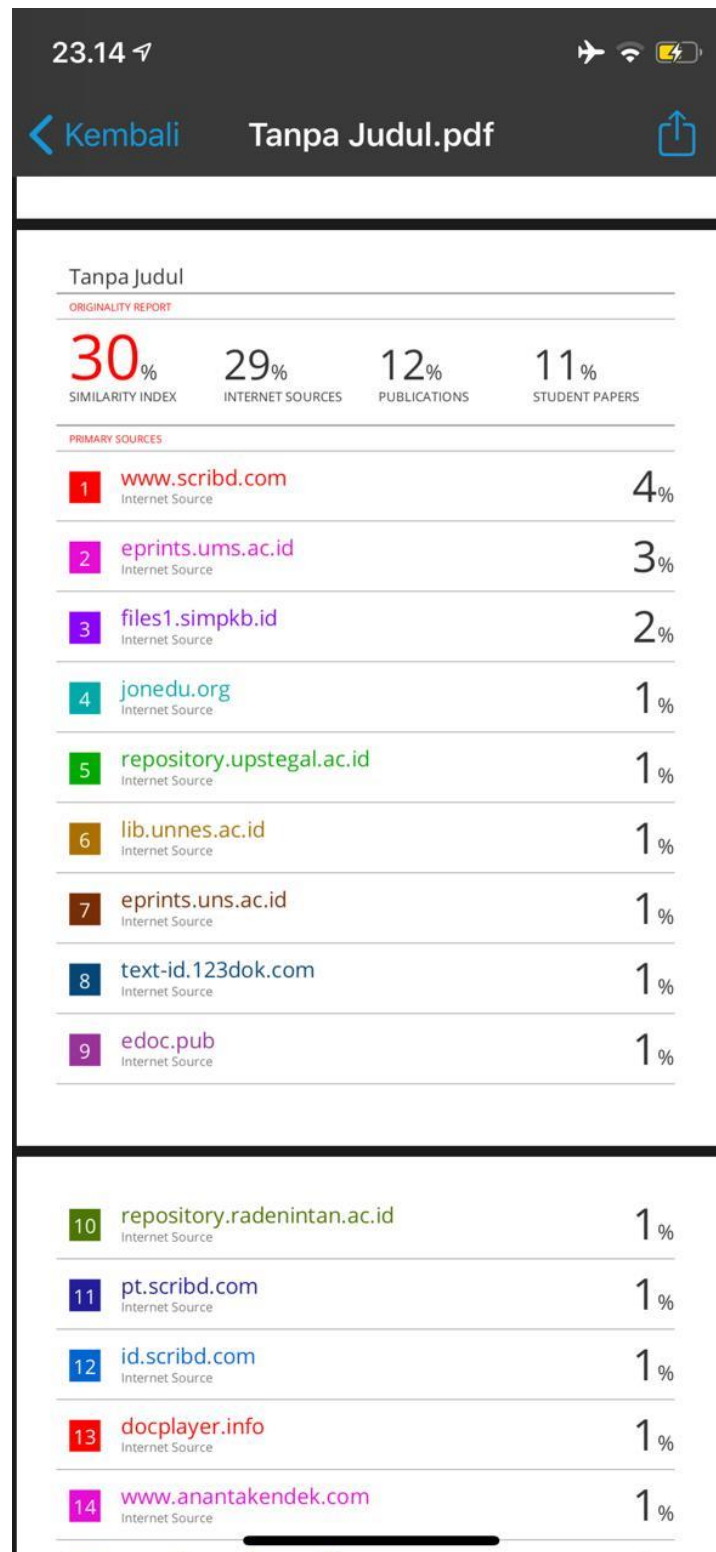 23.14
Kembali
Tanpa Judul.pdf
Tanpa Judul
ORIGINALITY REPORT
30% 29% 12% 11%
SIMILARITY INDEX INTERNET SOURCES PUBLICATIONS STUDENT PAPERS
PRIMARY SOURCES
1 www.scribd.com 4%
Internet Source
2 eprints.ums.ac.id 3%
Internet Source
3 files1.simpkb.id 2%
Internet Source
4 jonedu.org 1%
Internet Source
5 repository.upstegal.ac.id 1%
Internet Source
6 lib.unnes.ac.id 1%
Internet Source
7 eprints.uns.ac.id 1%
Internet Source
8 text-id.123dok.com 1%
Internet Source
9 edoc.pub 1%
Internet Source
10 repository.radenintan.ac.id 1%
Internet Source
11 pt.scribd.com 1%
Internet Source
12 id.scribd.com 1%
Internet Source
13 docplayer.info 1%
Internet Source
14 www.anantakendek.com 1%
Internet Source